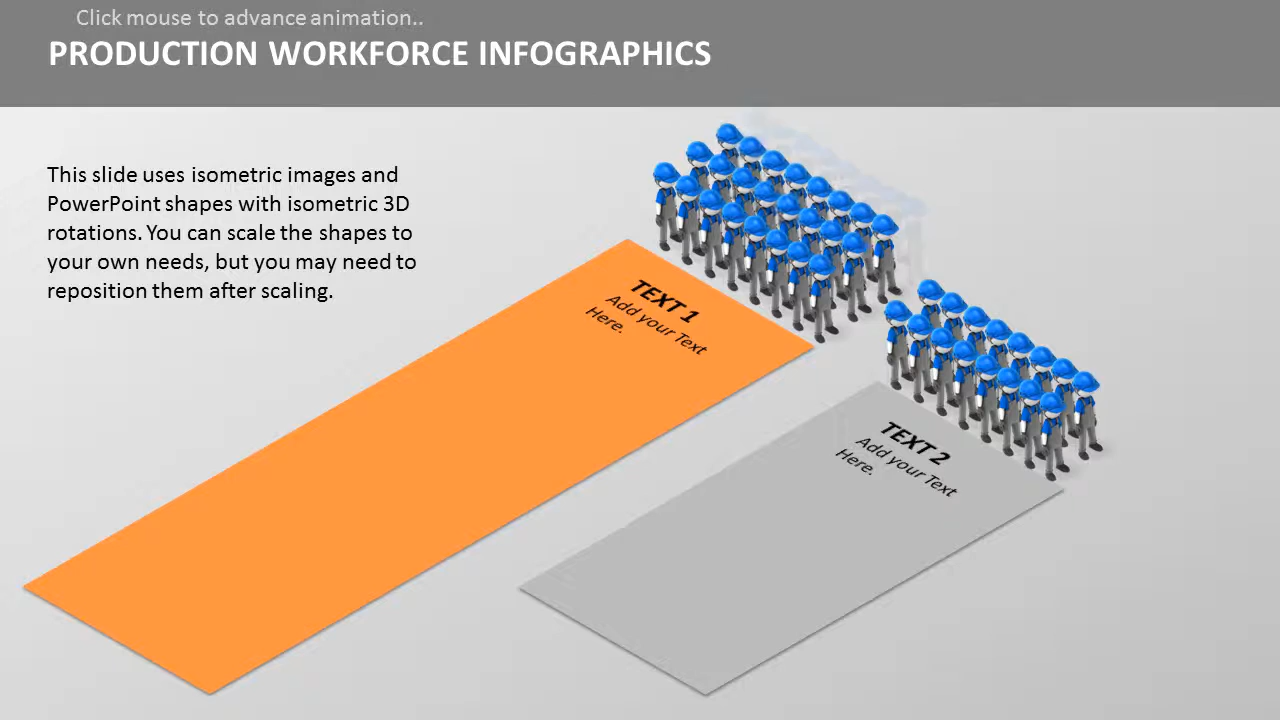 Click mouse to advance animation..
PRODUCTION WORKFORCE INFOGRAPHICS
This slide uses isometric images and
PowerPoint shapes with isometric 3D
rotations. You can scale the shapes to
your own needs, but you may need to
reposition them after scaling.
TEXT 1
Add your Text
Here.
TEXT 2
Add your Text
Here.